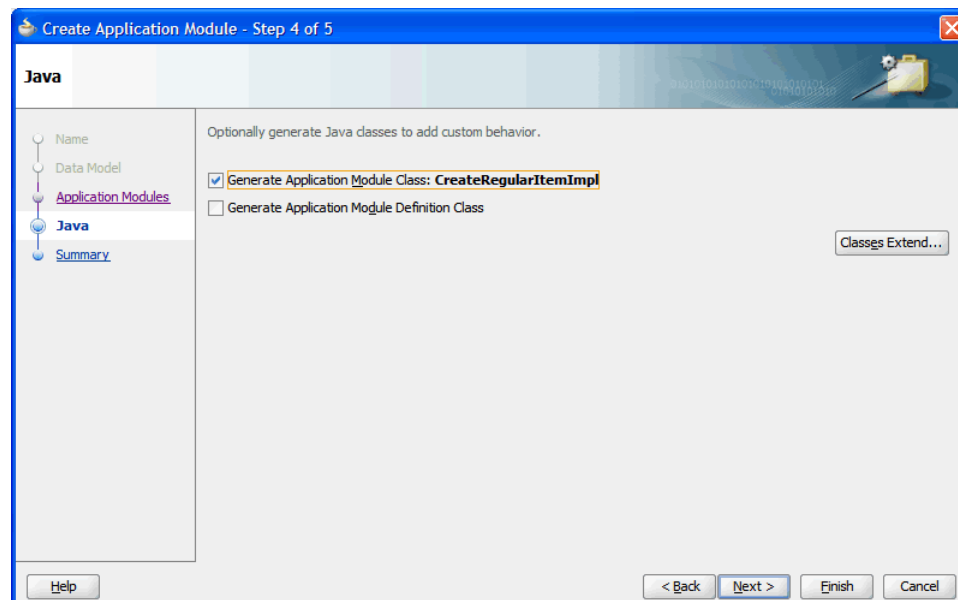 Create Application Module - Step 4 of 5
Java
Name
Data Model
Application Modules
Java
Summary
Optionally generate Java classes to add custom behavior.
Generate Application Module Class: CreateRegularItemImpl
Generate Application Module Definition Class
Classes Extend...
Help
< Back
Next >
Finish
Cancel